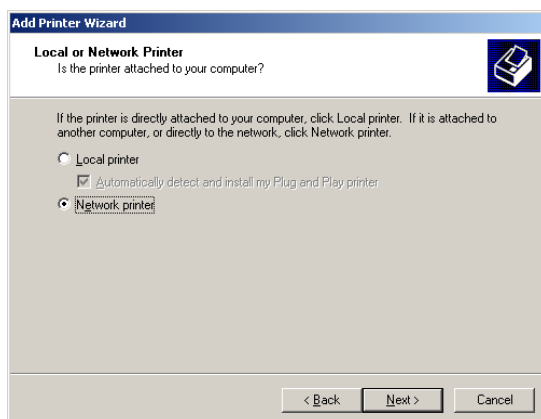 Add Printer Wizard
Local or Network Printer
Is the printer attached to your computer?
If the printer is directly attached to your computer, click Local printer. If it is attached to
another computer, or directly to the network, click Network printer.
Local printer
Automatically detect and install my Plug and Play printer
Network printer
< Back Next > Cancel